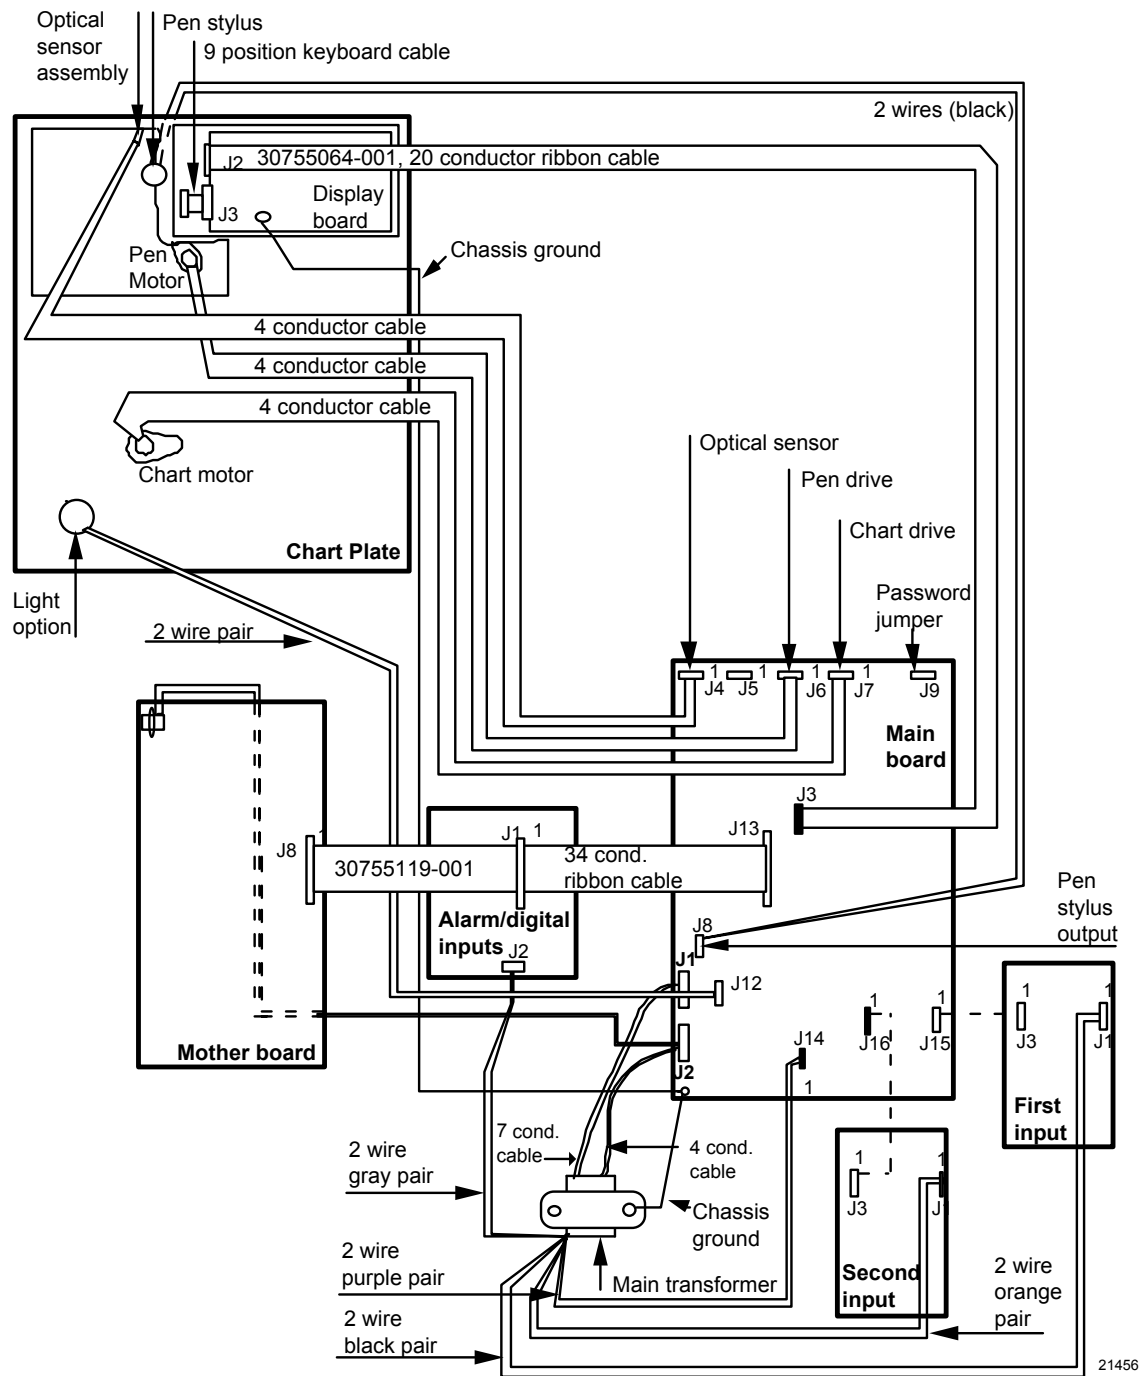 Optical
sensor
assembly
Pen stylus
9 position keyboard cable
2 wires (black)
J2
30755064-001, 20 conductor ribbon cable
J3
Display
board
Pen
Motor
Chassis ground
4 conductor cable
4 conductor cable
4 conductor cable
Chart motor
Chart Plate
Light
option
2 wire pair
Optical sensor
Pen drive
Chart drive
Password
jumper
1
J4
1
J5
1
J6
1
J7
J9
Main
board
J3
J8
1
30755119-001
J1
1
34 cond.
ribbon cable
J13
Alarm/digital
inputs
J2
Mother board
J8
Pen
stylus
output
J1
J12
J2
J14
1
1
J16
1
J15
1
J3
1
J1
First
input
7 cond.
cable
4 cond.
cable
2 wire
gray pair
Chassis
ground
1
J3
1
J1
Second
input
2 wire
purple pair
Main transformer
2 wire
orange
pair
2 wire
black pair
21456